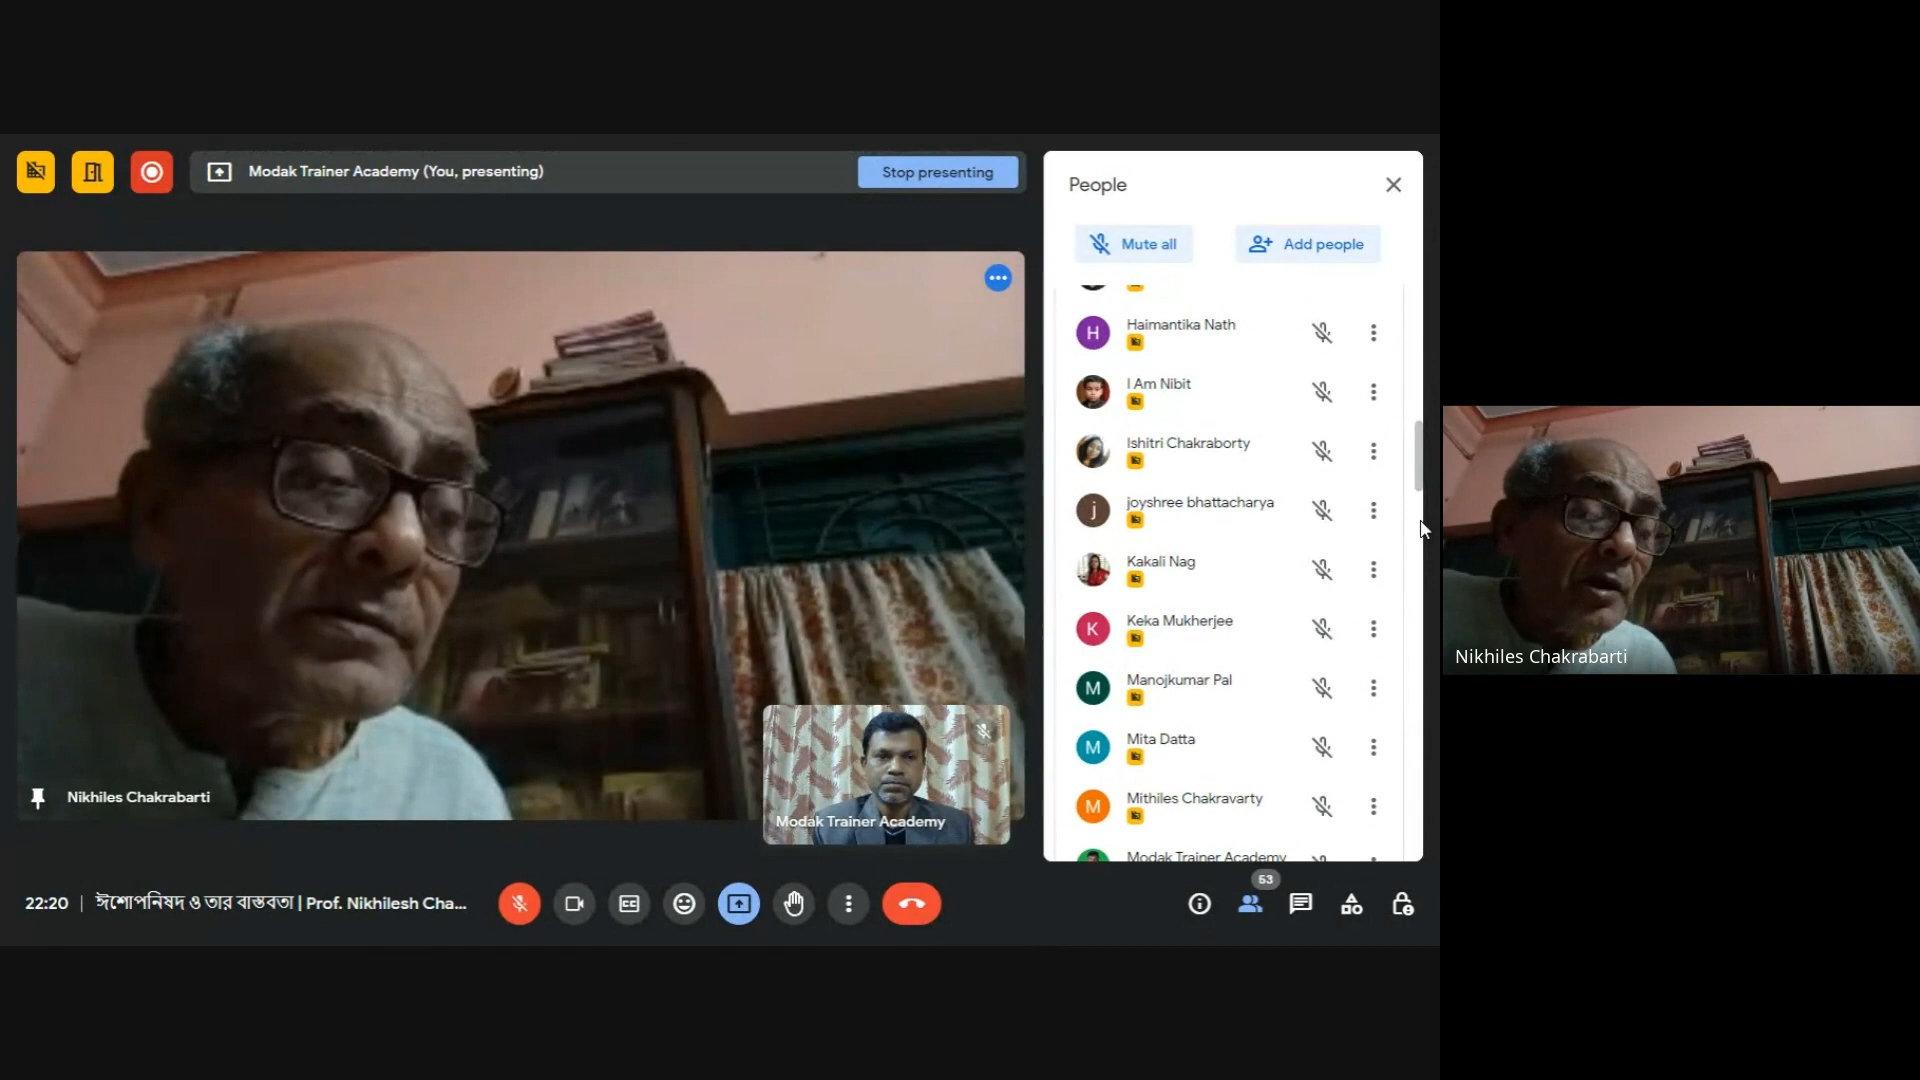 Modak Trainer Academy (You, presenting)
Stop presenting
Nikhiles Chakrabarti
Modak Trainer Academy
People
Mute all
Add people
H
Haimantika Nath
I Am Nibit
Ishitri Chakraborty
j
joyshree bhattacharya
Kakali Nag
K
Keka Mukherjee
M
Manojkumar Pal
M
Mita Datta
M
Mithiles Chakravarty
Modak Trainer Academy
22:20 | ঈশোপনিষদ ও তার বাস্তবতা | Prof. Nikhilesh Cha...
CC
53
Nikhiles Chakrabarti